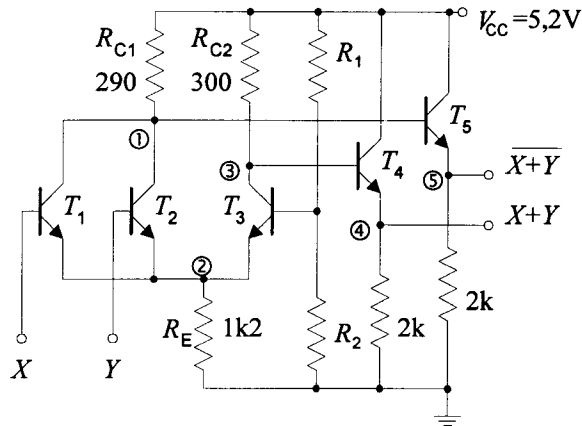 R_C1
290
R_C2
300
R_1
V_CC=5,2V
①
③
T_5
T_4
⑤
X+Y
X+Y
④
T_1
T_2
T_3
②
R_E
1k2
R_2
2k
2k
X
Y